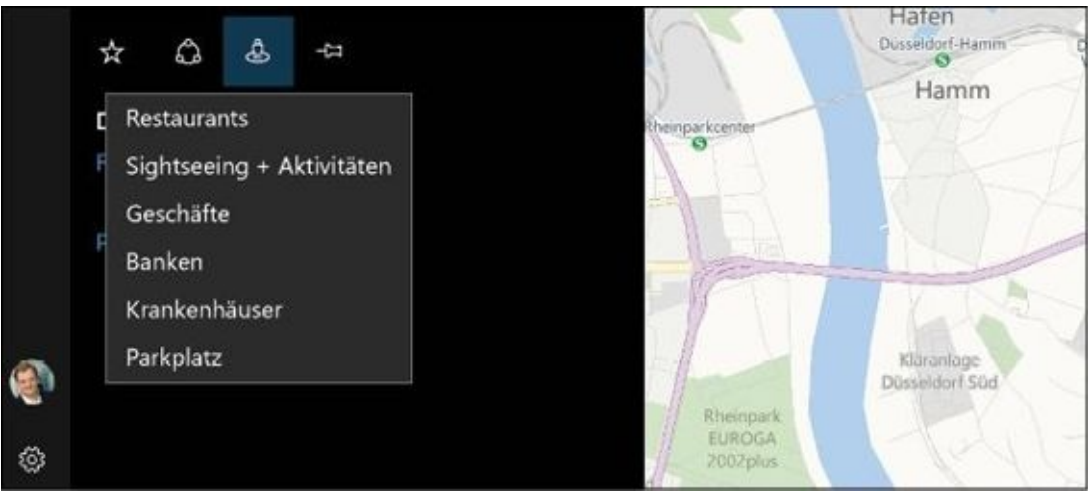 Restaurants
Sightseeing + Aktivitäten
Geschäfte
Banken
Krankenhäuser
Parkplatz
Hafen
Düsseldorf-Hamm
Hamm
Rheinparkcenter
Kläranlage
Düsseldorf Süd
Rheinpark
EUROGA
2002plus